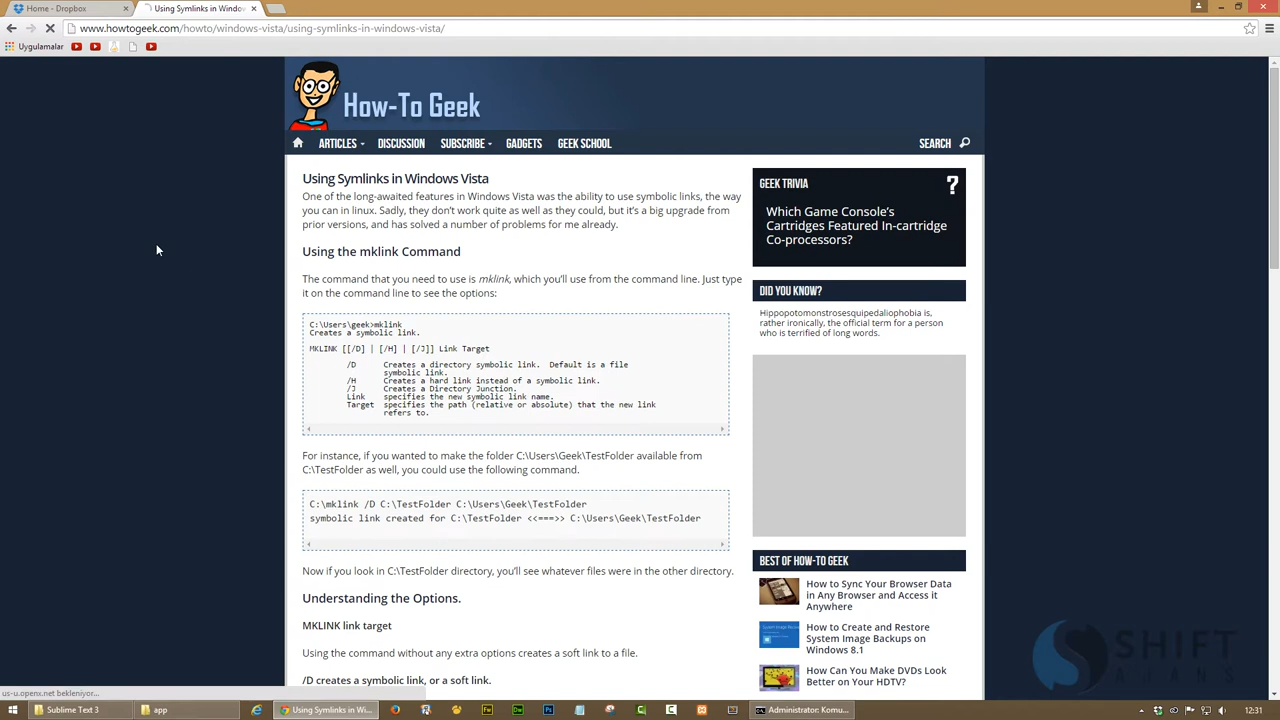 Home - Dropbox
Using Symlinks in Windo
www.howtogeek.com/howto/windows-vista/using-symlinks-in-windows-vista/
Uygulamalar
How-To Geek
ARTICLES DISCUSSION SUBSCRIBE GADGETS GEEK SCHOOL SEARCH
Using Symlinks in Windows Vista
One of the long-awaited features in Windows Vista was the ability to use symbolic links, the way
you can in linux. Sadly, they don't work quite as well as they could, but it's a big upgrade from
prior versions, and has solved a number of problems for me already.
Using the mklink Command
The command that you need to use is mklink, which you'll use from the command line. Just type
it on the command line to see the options:
C:\Users\geek>mklink
Creates a symbolic link.
MKLINK [[/D] | [/H] | [/J]] Link Target
/D Creates a directory symbolic link. Default is a file
symbolic link.
/H Creates a hard link instead of a symbolic link.
/J Creates a Directory Junction.
Link specifies the new symbolic link name.
Target specifies the path (relative or absolute) that the new link
refers to.
For instance, if you wanted to make the folder C:\Users\Geek\TestFolder available from
C:\TestFolder as well, you could use the following command.
C:\mklink /D C:\TestFolder C:\Users\Geek\TestFolder
symbolic link created for C:\TestFolder <<===>> C:\Users\Geek\TestFolder
Now if you look in C:\TestFolder directory, you'll see whatever files were in the other directory.
Understanding the Options.
MKLINK link target
Using the command without any extra options creates a soft link to a file.
/D creates a symbolic link, or a soft link.
GEEK TRIVIA
?
Which Game Console's
Cartridges Featured In-cartridge
Co-processors?
DID YOU KNOW?
Hippopotomonstrosesquipedaliophobia is,
rather ironically, the official term for a person
who is terrified of long words.
BEST OF HOW-TO GEEK
How to Sync Your Browser Data
in Any Browser and Access it
Anywhere
How to Create and Restore
System Image Backups on
Windows 8.1
How Can You Make DVDs Look
Better on Your HDTV?
SHIFT
us-u.openx.net bekleniyor...
Sublime Text 3
app
Using Symlinks in Wi...
Administrator: Komu...
12:31